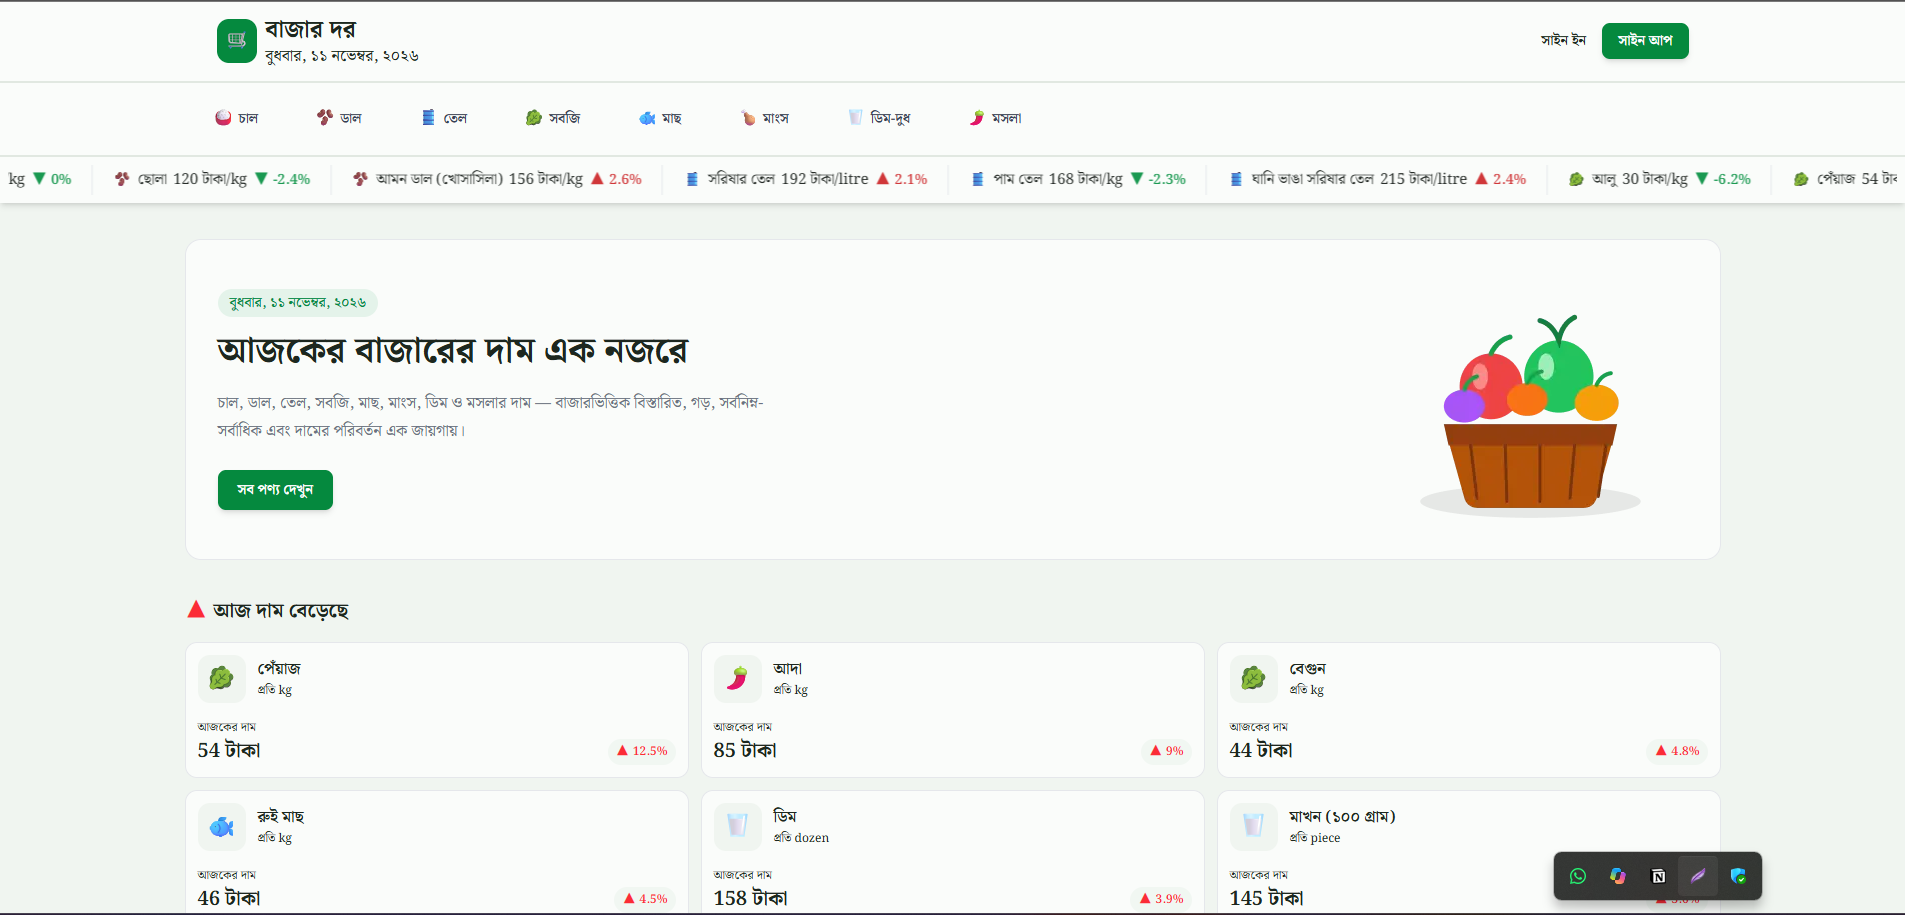 বাজার দর
বুধবার, ১১ নভেম্বর, ২০২৬
সাইন ইন
সাইন আপ
চাল
ডাল
তেল
সবজি
মাছ
মাংস
ডিম-দুধ
মসলা
kg ▼ 0%
ছোলা 120 টাকা/kg ▼ -2.4%
আমন ডাল (খোসাসিলা) 156 টাকা/kg ▲ 2.6%
সরিষার তেল 192 টাকা/litre ▲ 2.1%
পাম তেল 168 টাকা/kg ▼ -2.3%
ঘানি ভাঙা সরিষার তেল 215 টাকা/litre ▲ 2.4%
আলু 30 টাকা/kg ▼ -6.2%
পেঁয়াজ 54
বুধবার, ১১ নভেম্বর, ২০২৬
আজকের বাজারের দাম এক নজরে
চাল, ডাল, তেল, সবজি, মাছ, মাংস, ডিম ও মসলার দাম — বাজারভিত্তিক বিস্তারিত, গড়, সর্বনিম্ন-
সর্বাধিক এবং দামের পরিবর্তন এক জায়গায়।
সব পণ্য দেখুন
▲ আজ দাম বেড়েছে
পেঁয়াজ
প্রতি kg
আজকের দাম
54 টাকা
▲ 12.5%
আদা
প্রতি kg
আজকের দাম
85 টাকা
▲ 9%
বেগুন
প্রতি kg
আজকের দাম
44 টাকা
▲ 4.8%
রুই মাছ
প্রতি kg
আজকের দাম
46 টাকা
▲ 4.5%
ডিম
প্রতি dozen
আজকের দাম
158 টাকা
▲ 3.9%
মাখন (১০০ গ্রাম)
প্রতি piece
আজকের দাম
145 টাকা